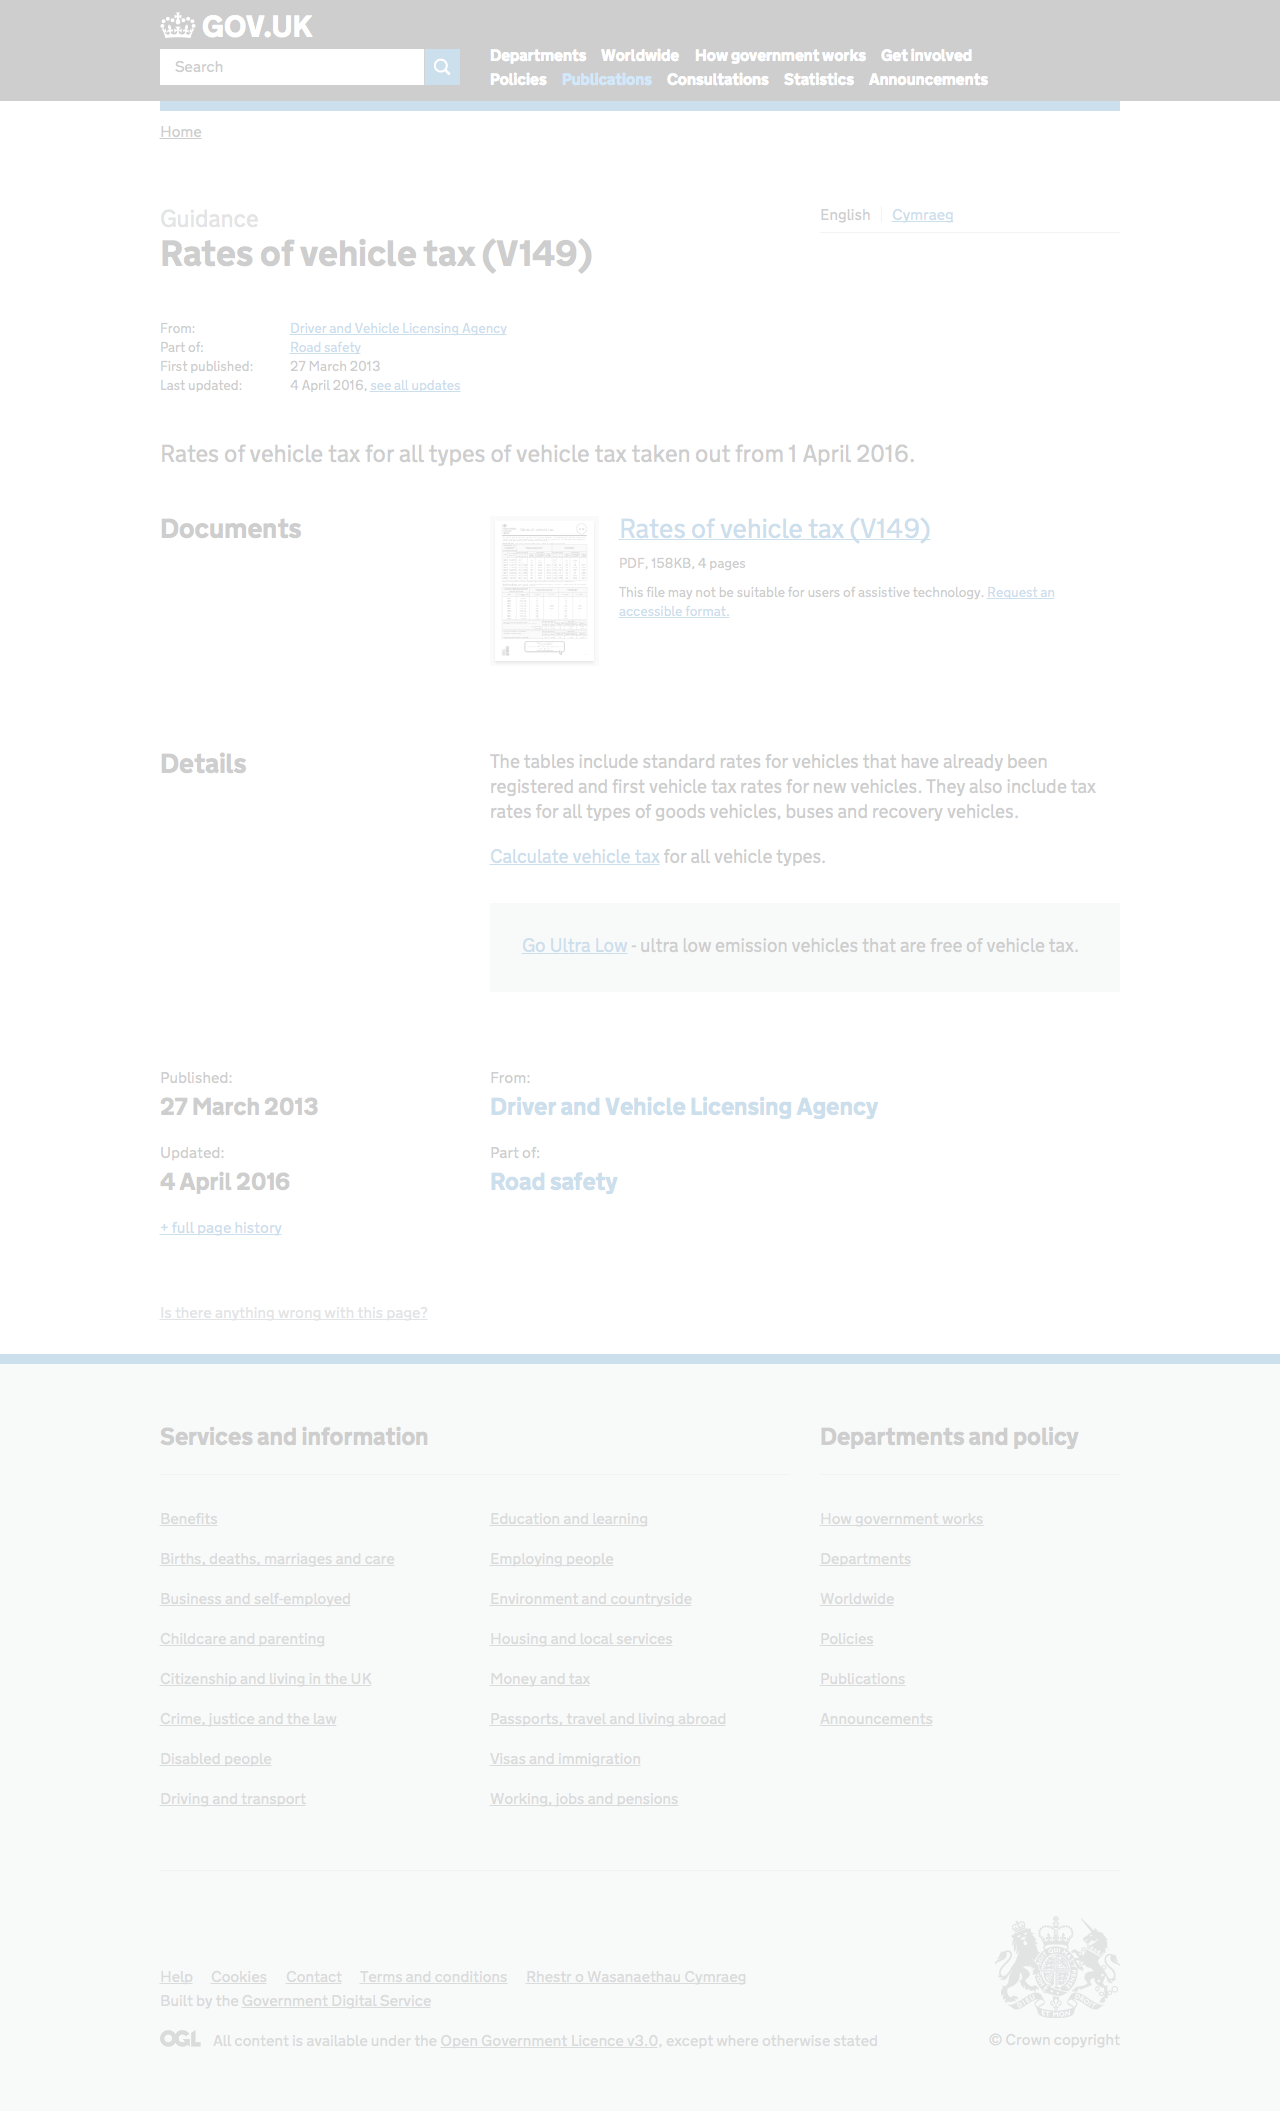 GOV.UK
Search
Departments Worldwide How government works Get involved
Policies Publications Consultations Statistics Announcements
Home
English Cymraeg
Guidance
Rates of vehicle tax (V149)
From: Driver and Vehicle Licensing Agency
Part of: Road safety
First published: 27 March 2013
Last updated: 4 April 2016, see all updates
Rates of vehicle tax for all types of vehicle tax taken out from 1 April 2016.
Documents
Rates of vehicle tax (V149)
PDF, 158KB, 4 pages
This file may not be suitable for users of assistive technology. Request an
accessible format.
Details
The tables include standard rates for vehicles that have already been
registered and first vehicle tax rates for new vehicles. They also include tax
rates for all types of goods vehicles, buses and recovery vehicles.
Calculate vehicle tax for all vehicle types.
Go Ultra Low - ultra low emission vehicles that are free of vehicle tax.
Published:
27 March 2013
From:
Driver and Vehicle Licensing Agency
Updated:
4 April 2016
Part of:
Road safety
+ full page history
Is there anything wrong with this page?
Services and information
Benefits
Births, deaths, marriages and care
Business and self-employed
Childcare and parenting
Citizenship and living in the UK
Crime, justice and the law
Disabled people
Driving and transport
Education and learning
Employing people
Environment and countryside
Housing and local services
Money and tax
Passports, travel and living abroad
Visas and immigration
Working, jobs and pensions
Departments and policy
How government works
Departments
Worldwide
Policies
Publications
Announcements
Help Cookies Contact Terms and conditions Rhestr o Wasanaethau Cymraeg
Built by the Government Digital Service
OGL All content is available under the Open Government Licence v3.0, except where otherwise stated
© Crown copyright